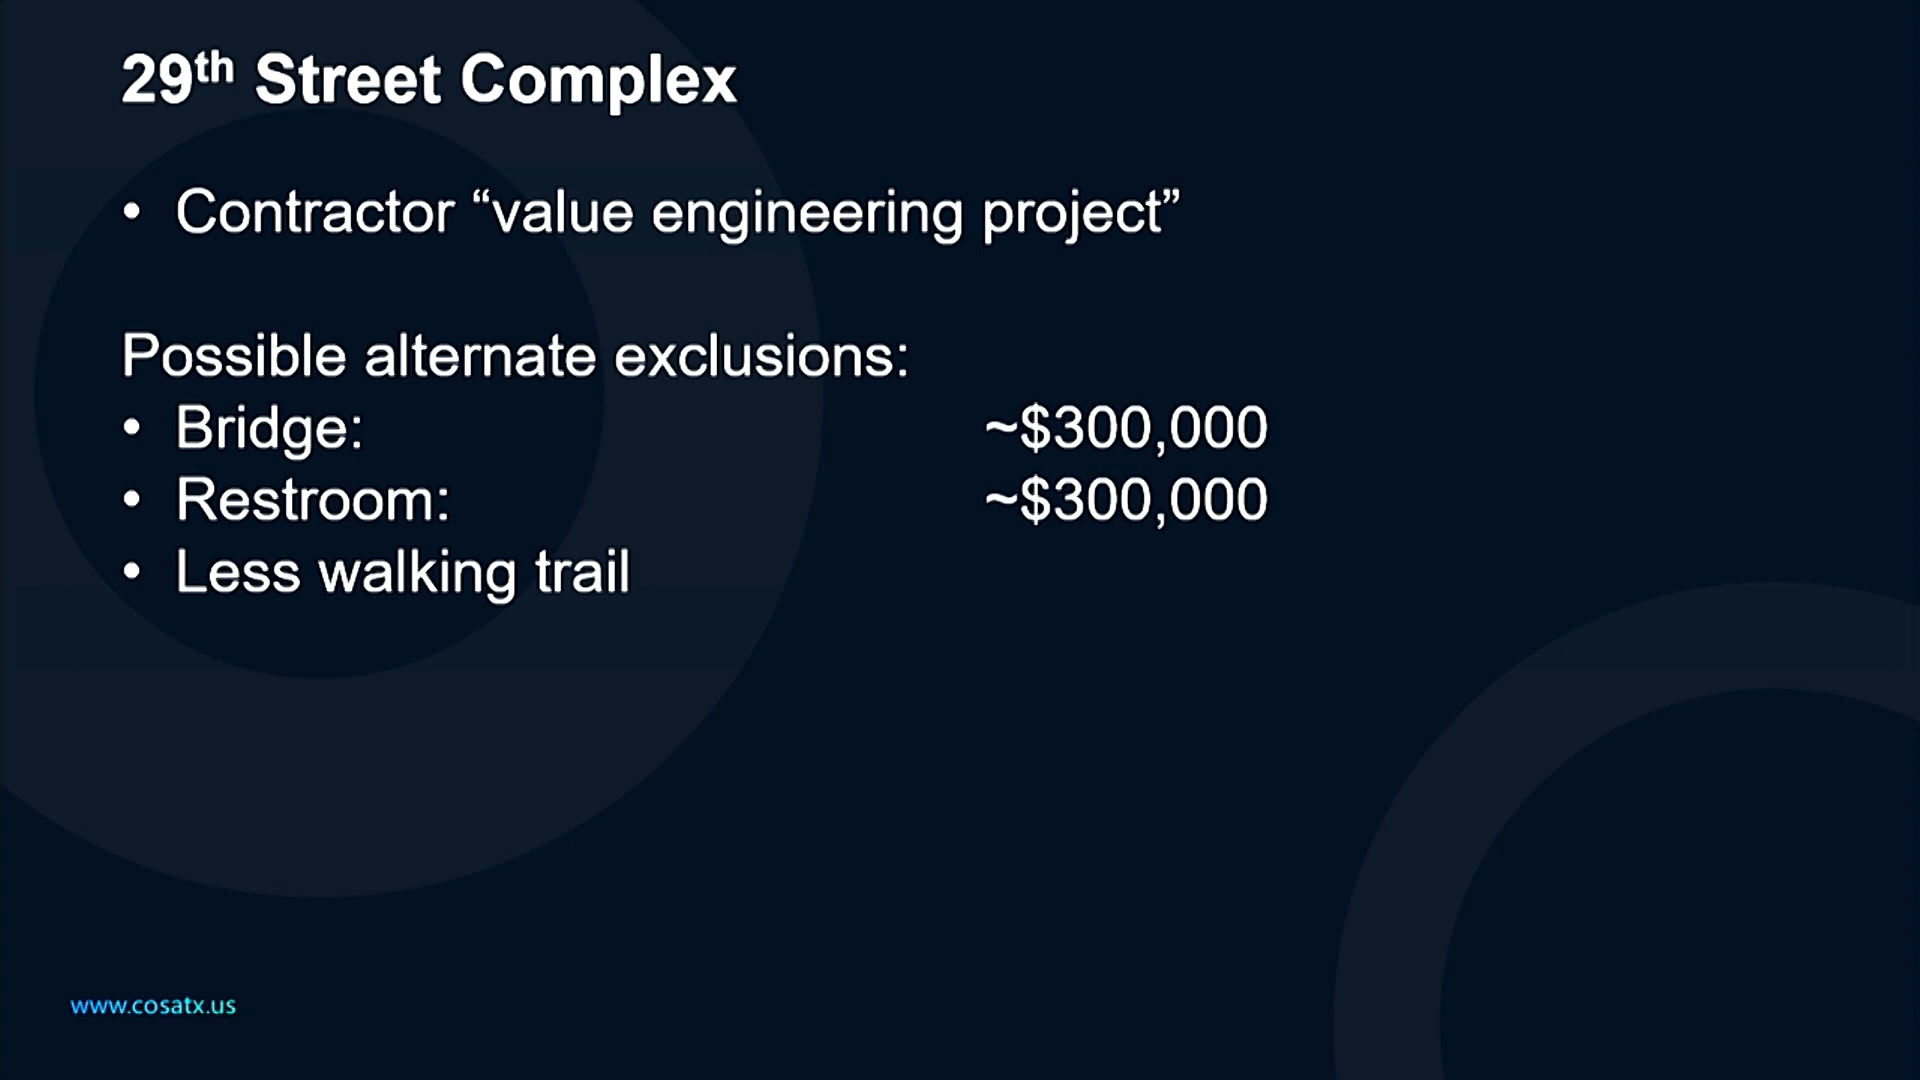 29th Street Complex
• Contractor “value engineering project”
Possible alternate exclusions:
• Bridge: ~$300,000
• Restroom: ~$300,000
• Less walking trail
www.cosatx.us